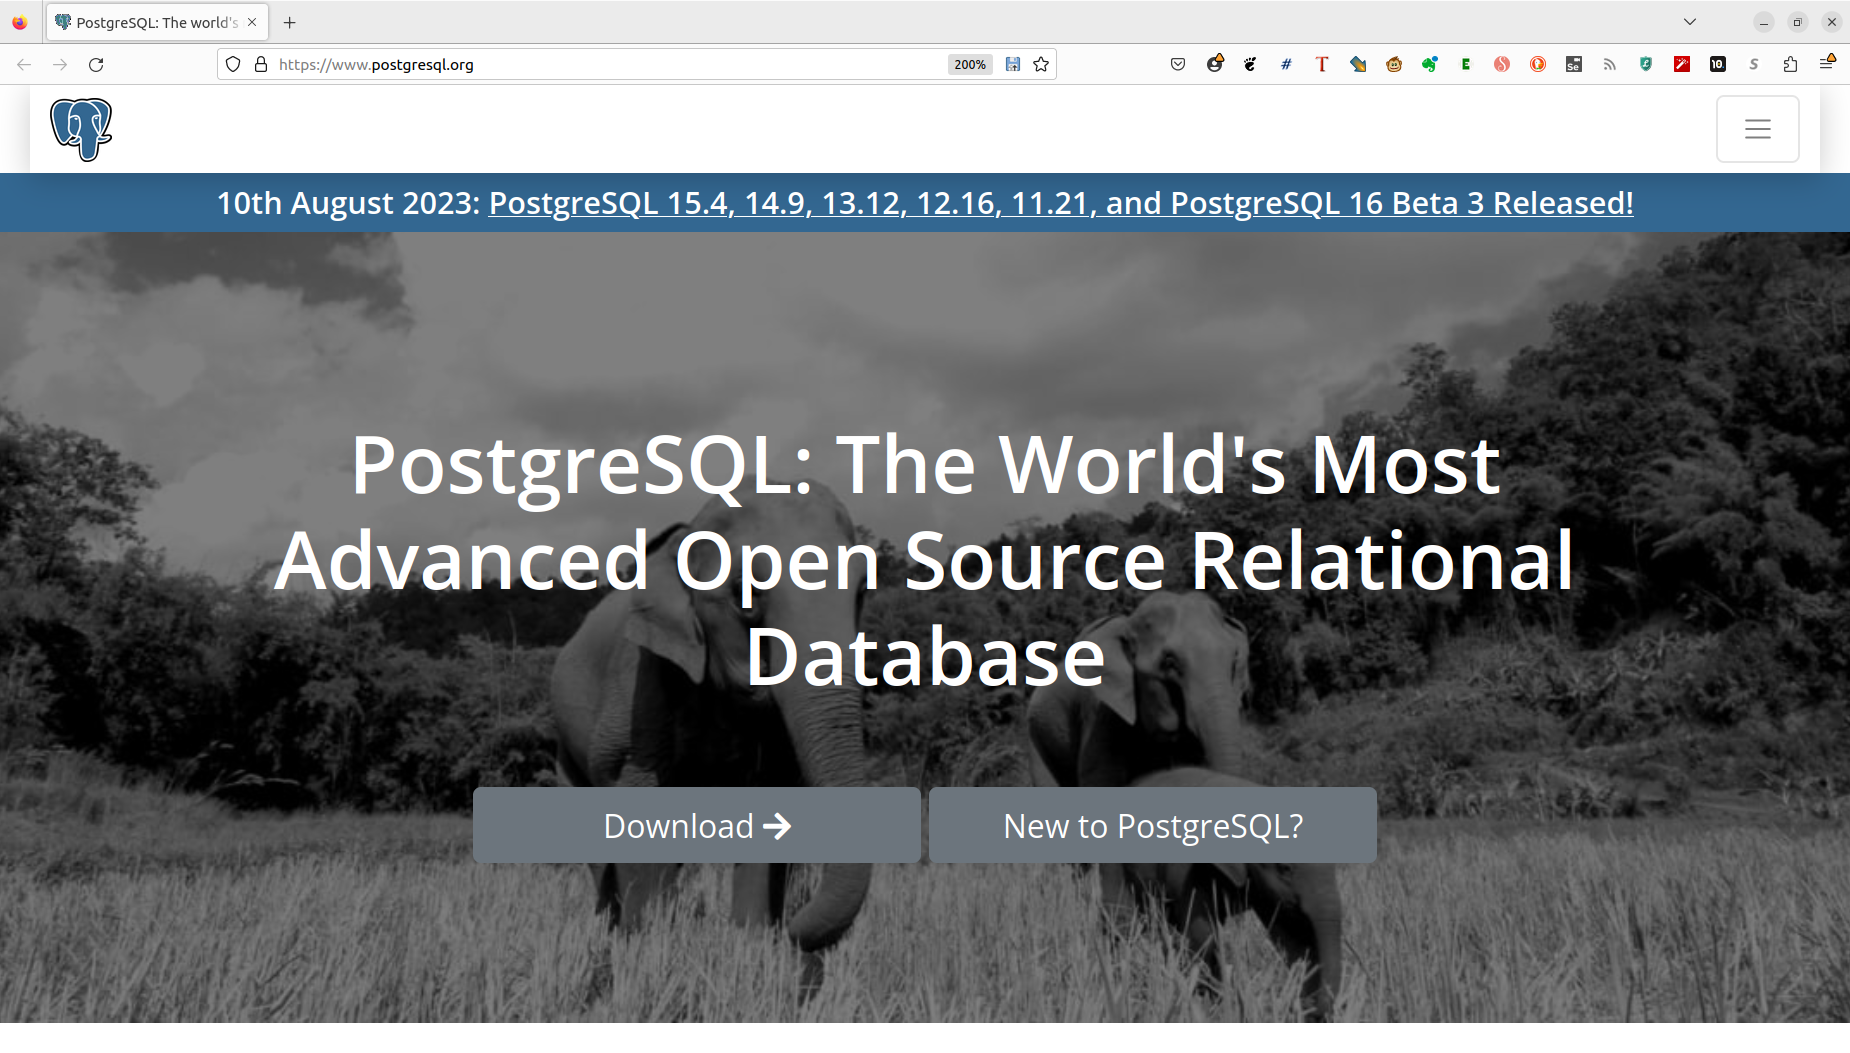 PostgreSQL: The world's
https://www.postgresql.org
200%
10th August 2023: PostgreSQL 15.4, 14.9, 13.12, 12.16, 11.21, and PostgreSQL 16 Beta 3 Released!
PostgreSQL: The World's Most
Advanced Open Source Relational
Database
Download
New to PostgreSQL?